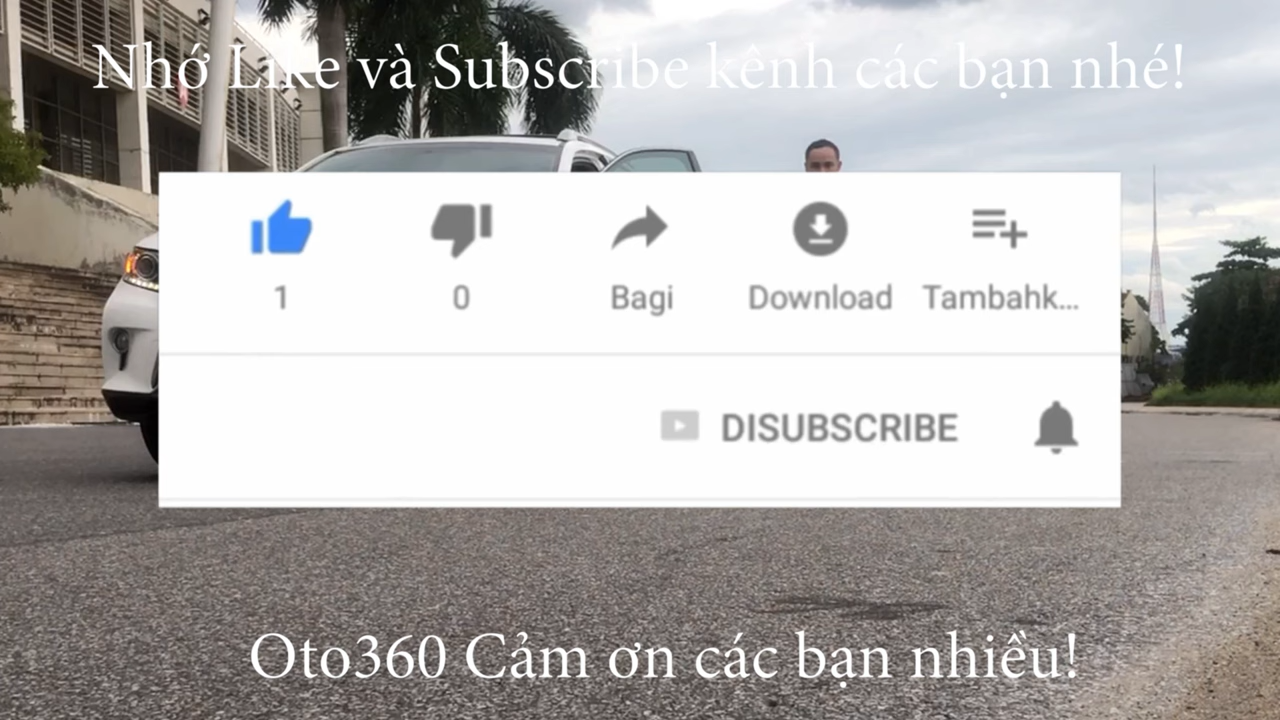 Nhớ Like và Subscribe kênh các bạn nhé!
1 0 Bagi Download Tambahk...
DISUBSCRIBE
Oto360 Cảm ơn các bạn nhiều!